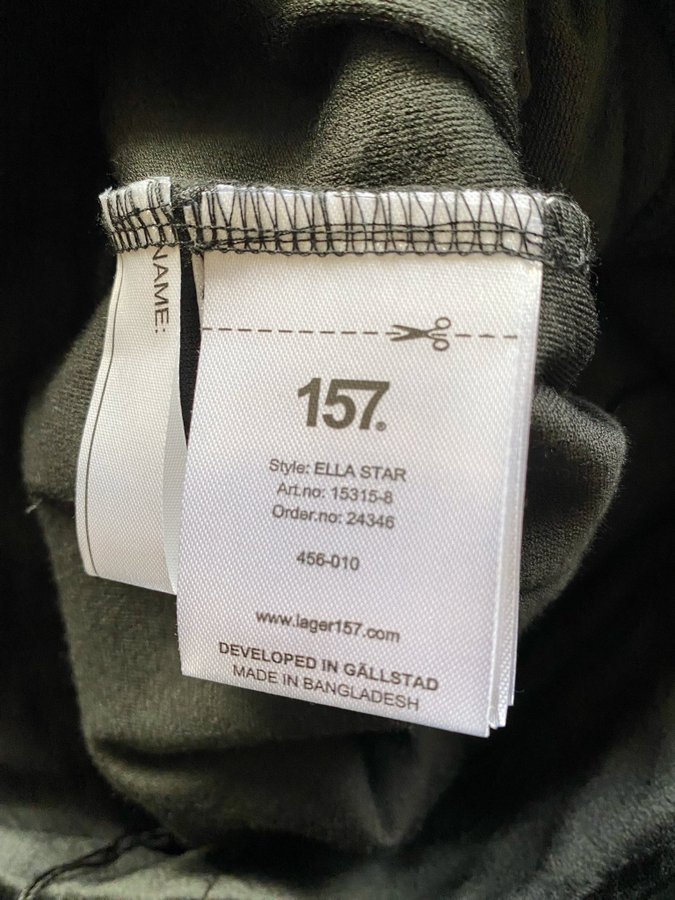 NAME:
157®
Style: ELLA STAR
Art.no: 15315-8
Order.no: 24346
456-010
www.lager157.com
DEVELOPED IN GÄLLSTAD
MADE IN BANGLADESH